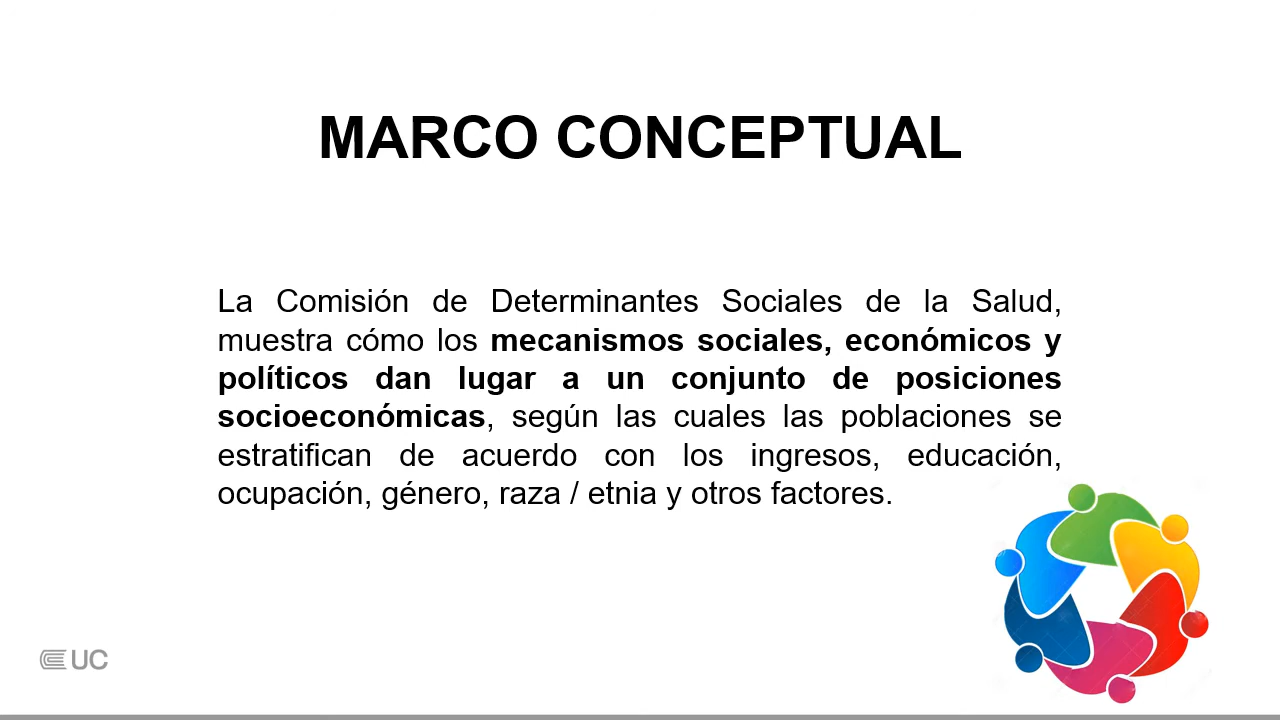 MARCO CONCEPTUAL
La Comisión de Determinantes Sociales de la Salud,
muestra cómo los mecanismos sociales, económicos y
políticos dan lugar a un conjunto de posiciones
socioeconómicas, según las cuales las poblaciones se
estratifican de acuerdo con los ingresos, educación,
ocupación, género, raza / etnia y otros factores.
UC